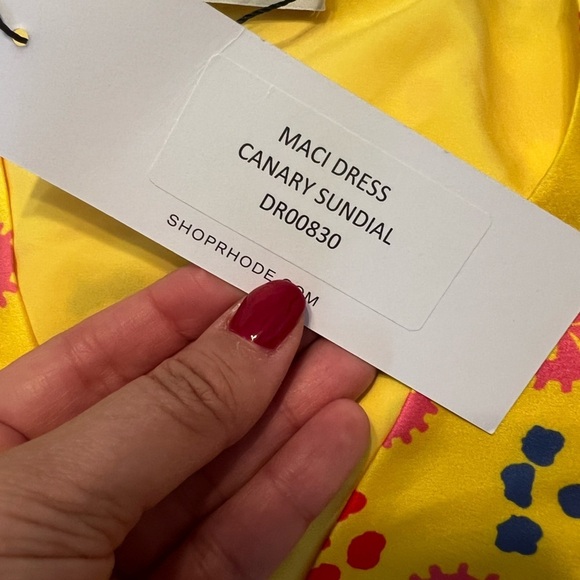 MACI DRESS
CANARY SUNDIAL
DR00830
SHOPRHODE.COM